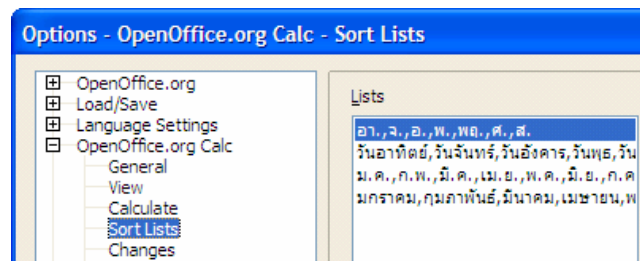 Options - OpenOffice.org Calc - Sort Lists
OpenOffice.org
Load/Save
Language Settings
OpenOffice.org Calc
General
View
Calculate
Sort Lists
Changes
Lists
อา.,จ.,อ.,พ.,พฤ.,ศ.,ส.
วันอาทิตย์,วันจันทร์,วันอังคาร,วันพุธ,วัน
ม.ค.,ก.พ.,มี.ค.,เม.ย.,พ.ค.,มิ.ย.,ก.ค
มกราคม,กุมภาพันธ์,มีนาคม,เมษายน,พ